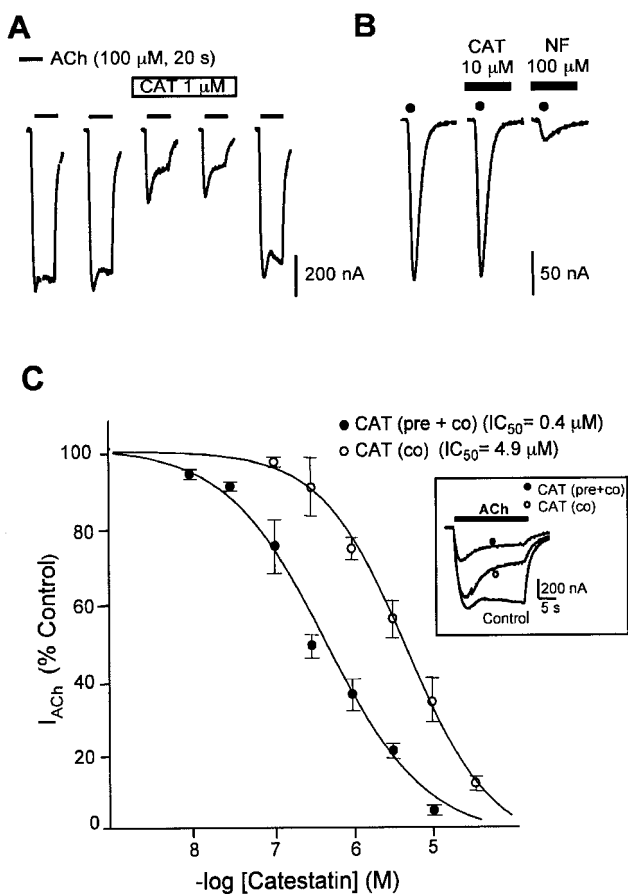 A
ACh (100 μM, 20 s)
CAT 1 μM
200 nA
B
CAT
10 μM
NF
100 μM
50 nA
C
CAT (pre + co) (IC50= 0.4 μM)
CAT (co) (IC50= 4.9 μM)
CAT (pre+co)
CAT (co)
ACh
200 nA
5 s
Control
IACh (% Control)
100
80
60
40
20
0
8
7
6
5
-log [Catestatin] (M)